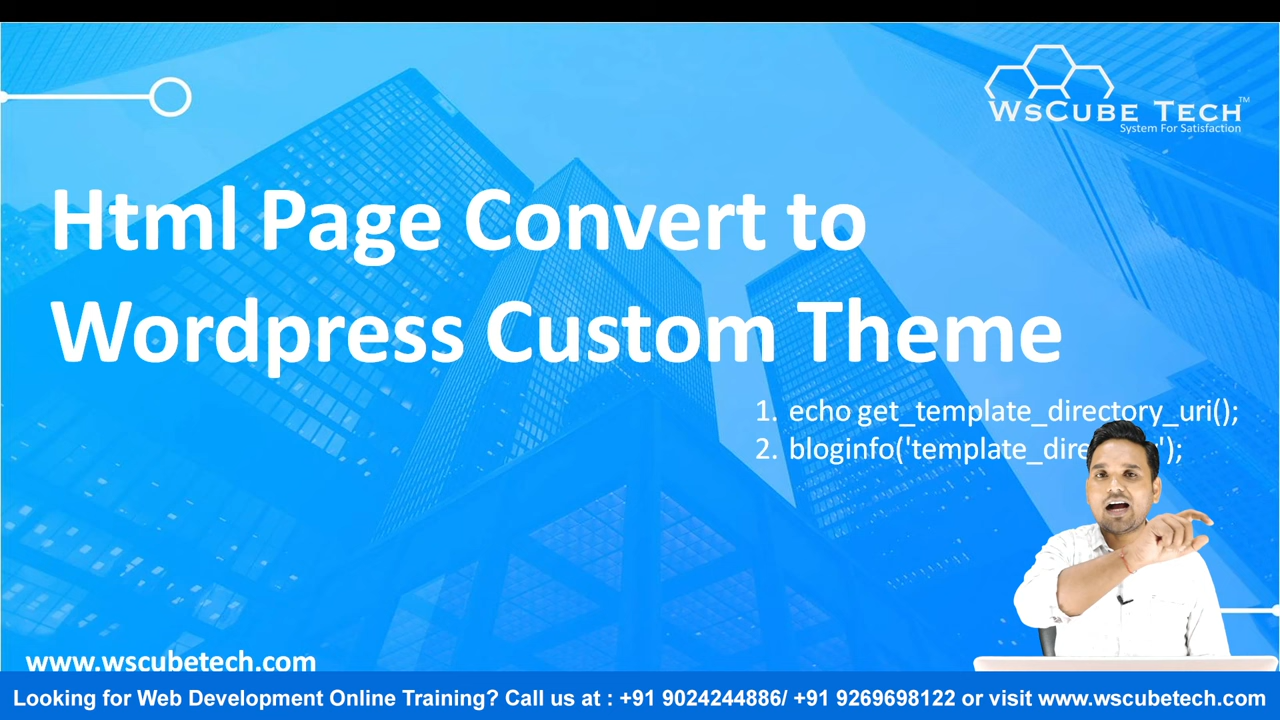 WsCube Tech™
System For Satisfaction
Html Page Convert to
Wordpress Custom Theme
1. echo get_template_directory_uri();
2. bloginfo('template_dire ');
www.wscubetech.com
Looking for Web Development Online Training? Call us at : +91 9024244886/ +91 9269698122 or visit www.wscubetech.com